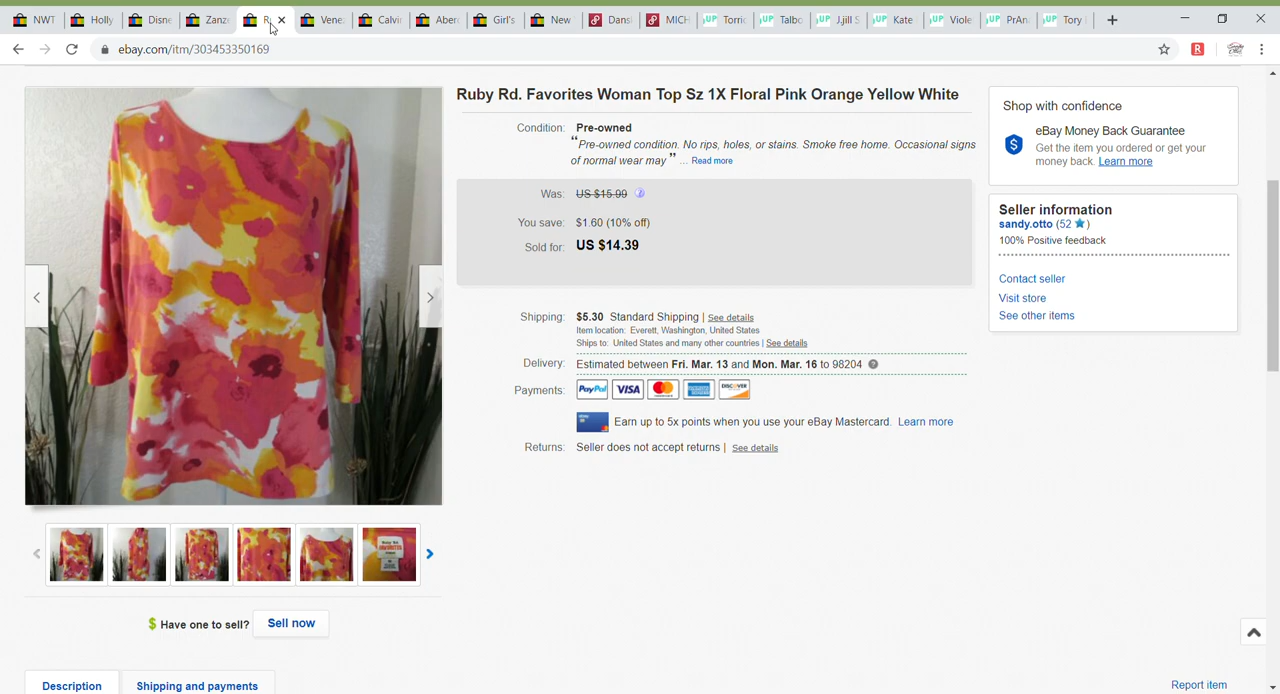 NWT
Holly
Disne
Zanz
R
Venez
Calvi
Aberc
Girl's
New
Dansk
MICH
Torric
Talbo
J.jill S
Kate
Viole
PrAna
Tory
ebay.com/itm/303453350169
Ruby Rd. Favorites Woman Top Sz 1X Floral Pink Orange Yellow White
Condition: Pre-owned
“Pre-owned condition. No rips, holes, or stains. Smoke free home. Occasional signs
of normal wear may” ... Read more
Was: US $15.99
You save: $1.60 (10% off)
Sold for: US $14.39
Shipping: $5.30 Standard Shipping | See details
Item location: Everett, Washington, United States
Ships to: United States and many other countries | See details
Delivery: Estimated between Fri. Mar. 13 and Mon. Mar. 16 to 98204
Payments: PayPal VISA DISCOVER
Earn up to 5x points when you use your eBay Mastercard. Learn more
Returns: Seller does not accept returns | See details
Shop with confidence
eBay Money Back Guarantee
Get the item you ordered or get your
money back. Learn more
Seller information
sandy.otto (52)
100% Positive feedback
Contact seller
Visit store
See other items
Have one to sell? Sell now
Description
Shipping and payments
Report item